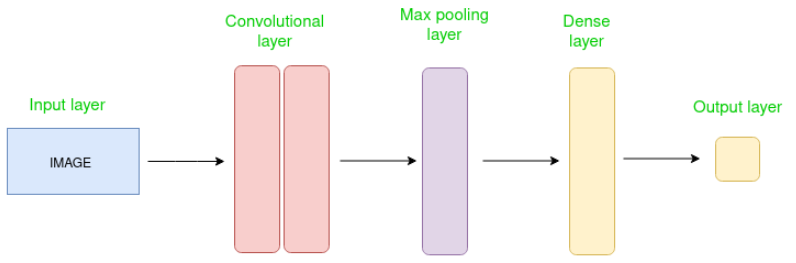 Input layer
IMAGE
Convolutional
layer
Max pooling
layer
Dense
layer
Output layer